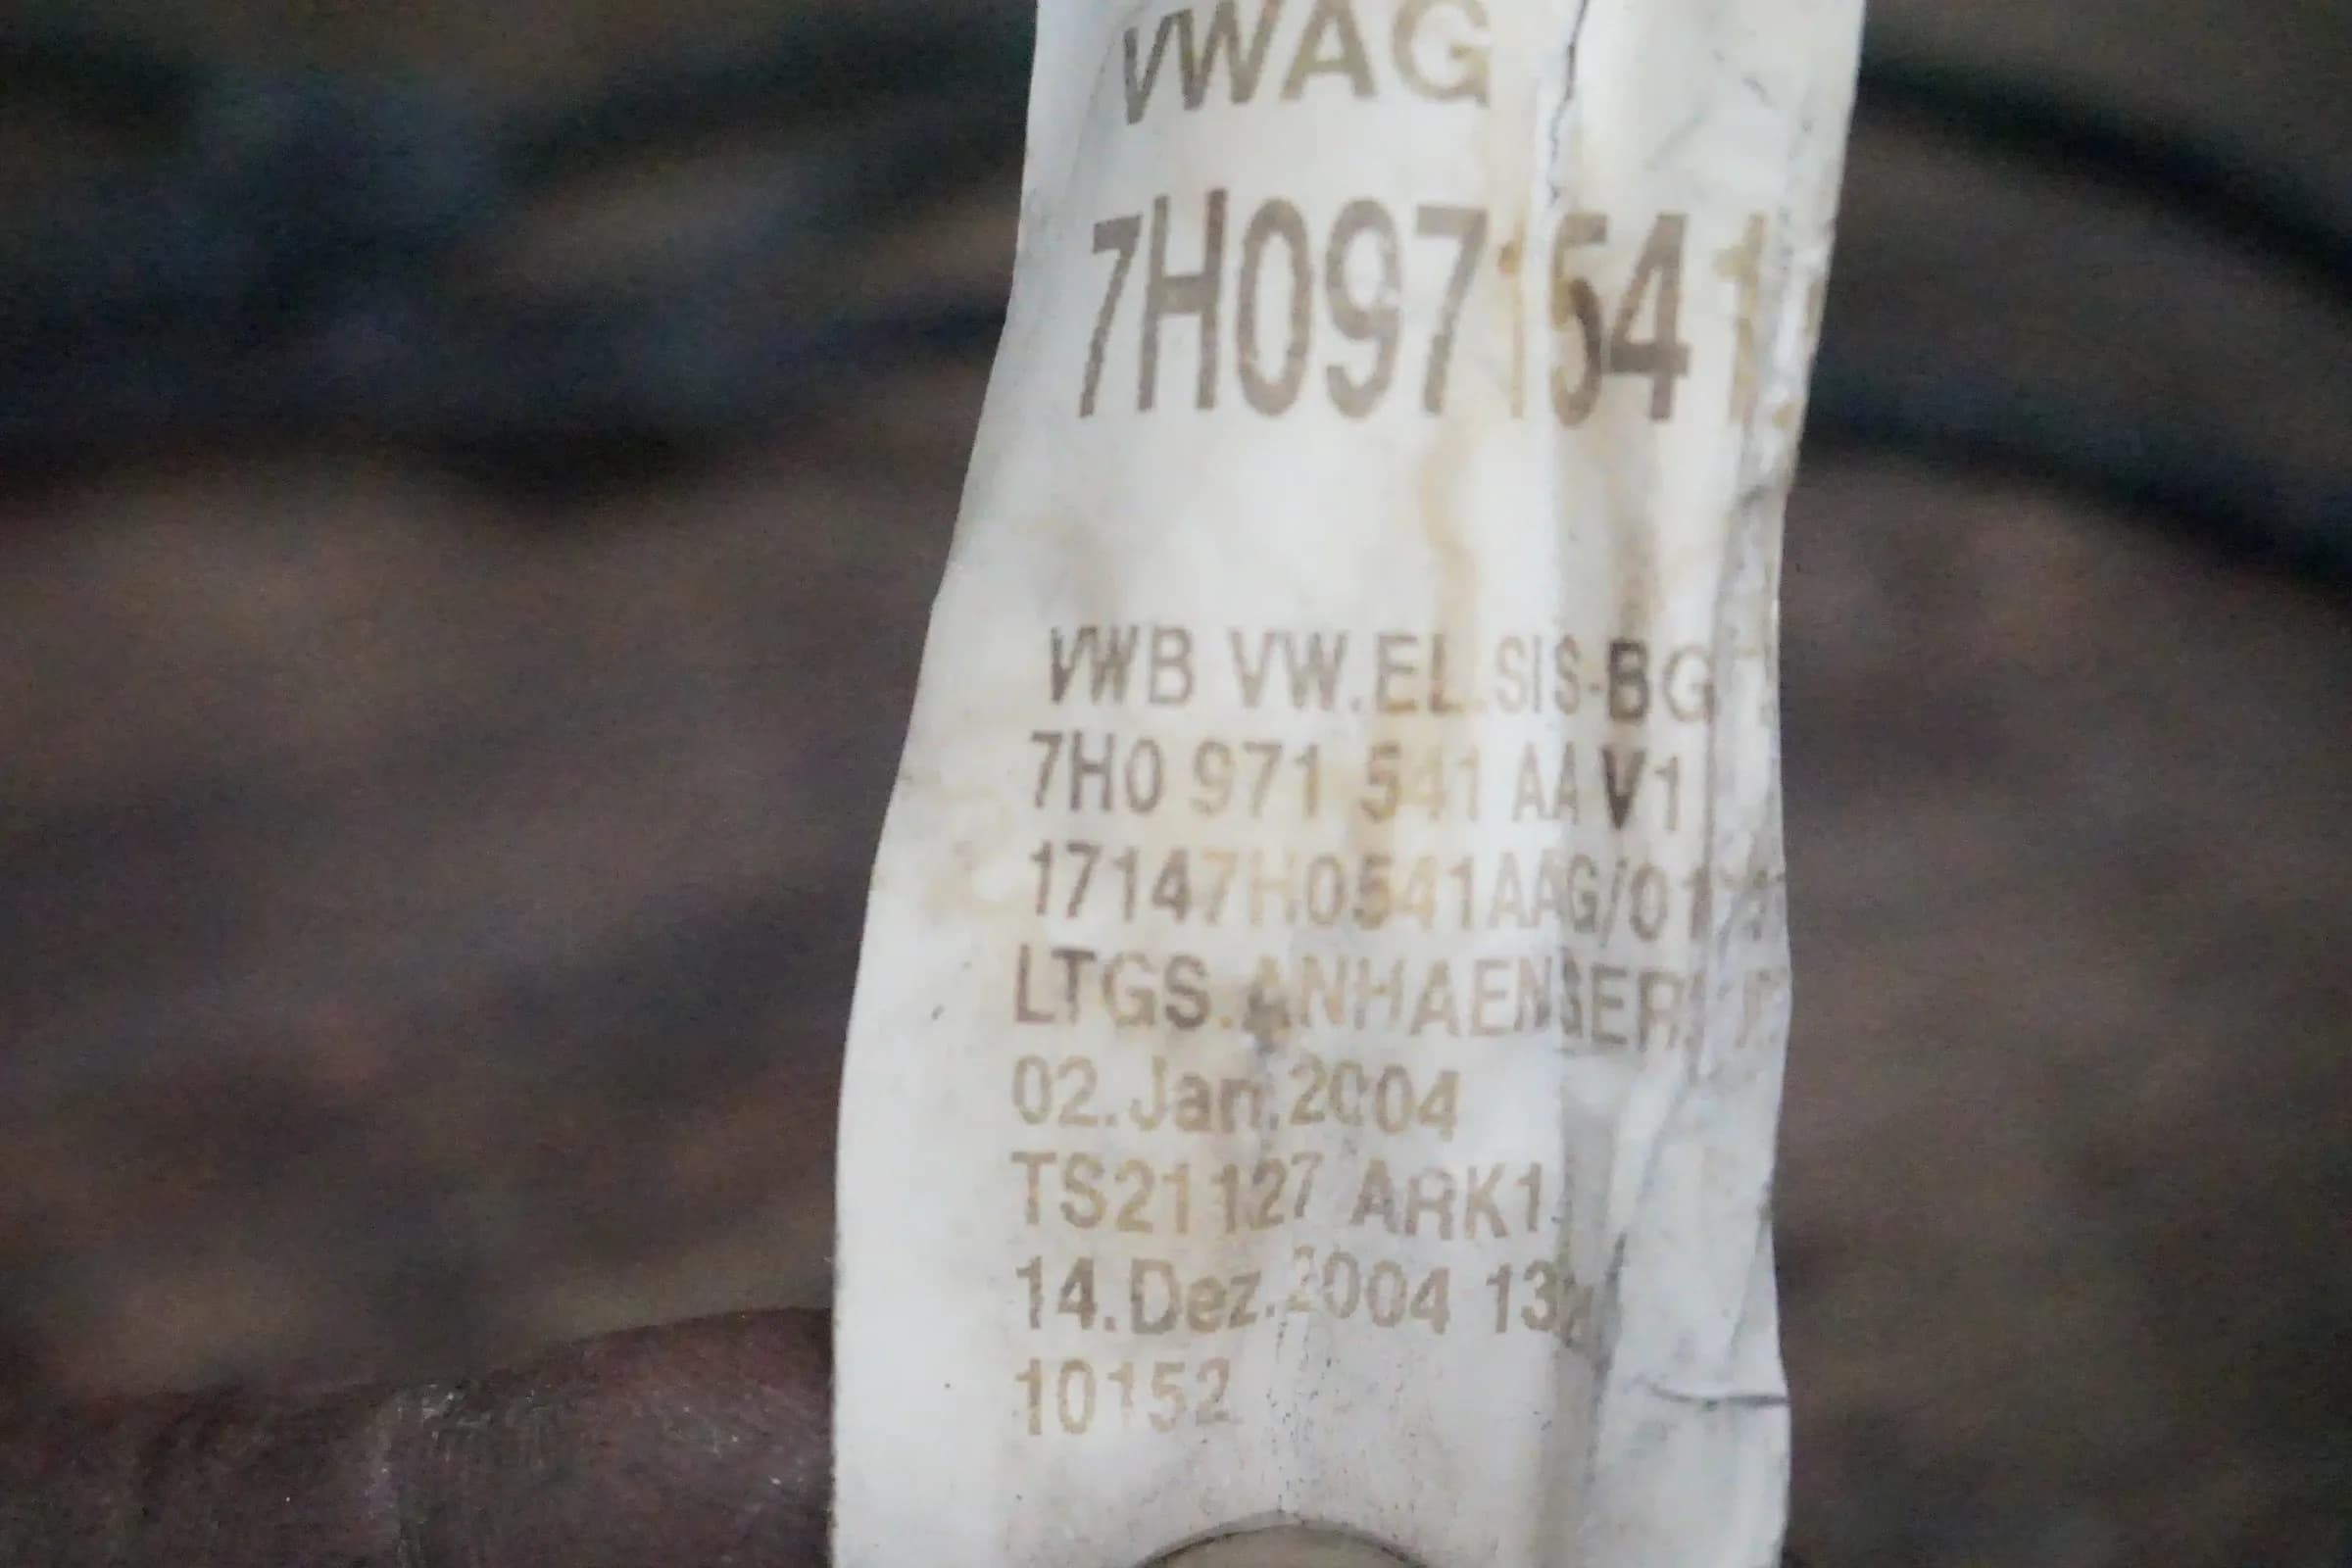 VWAG
7H0971541
VWB VW.EL.SIS-BG
7H0 971 541 AA V1
17147H0541AAG/01
LTGS.ANHAENGER
02.Jan.2004
TS21127 ARK1
14.Dez.2004 13
10152